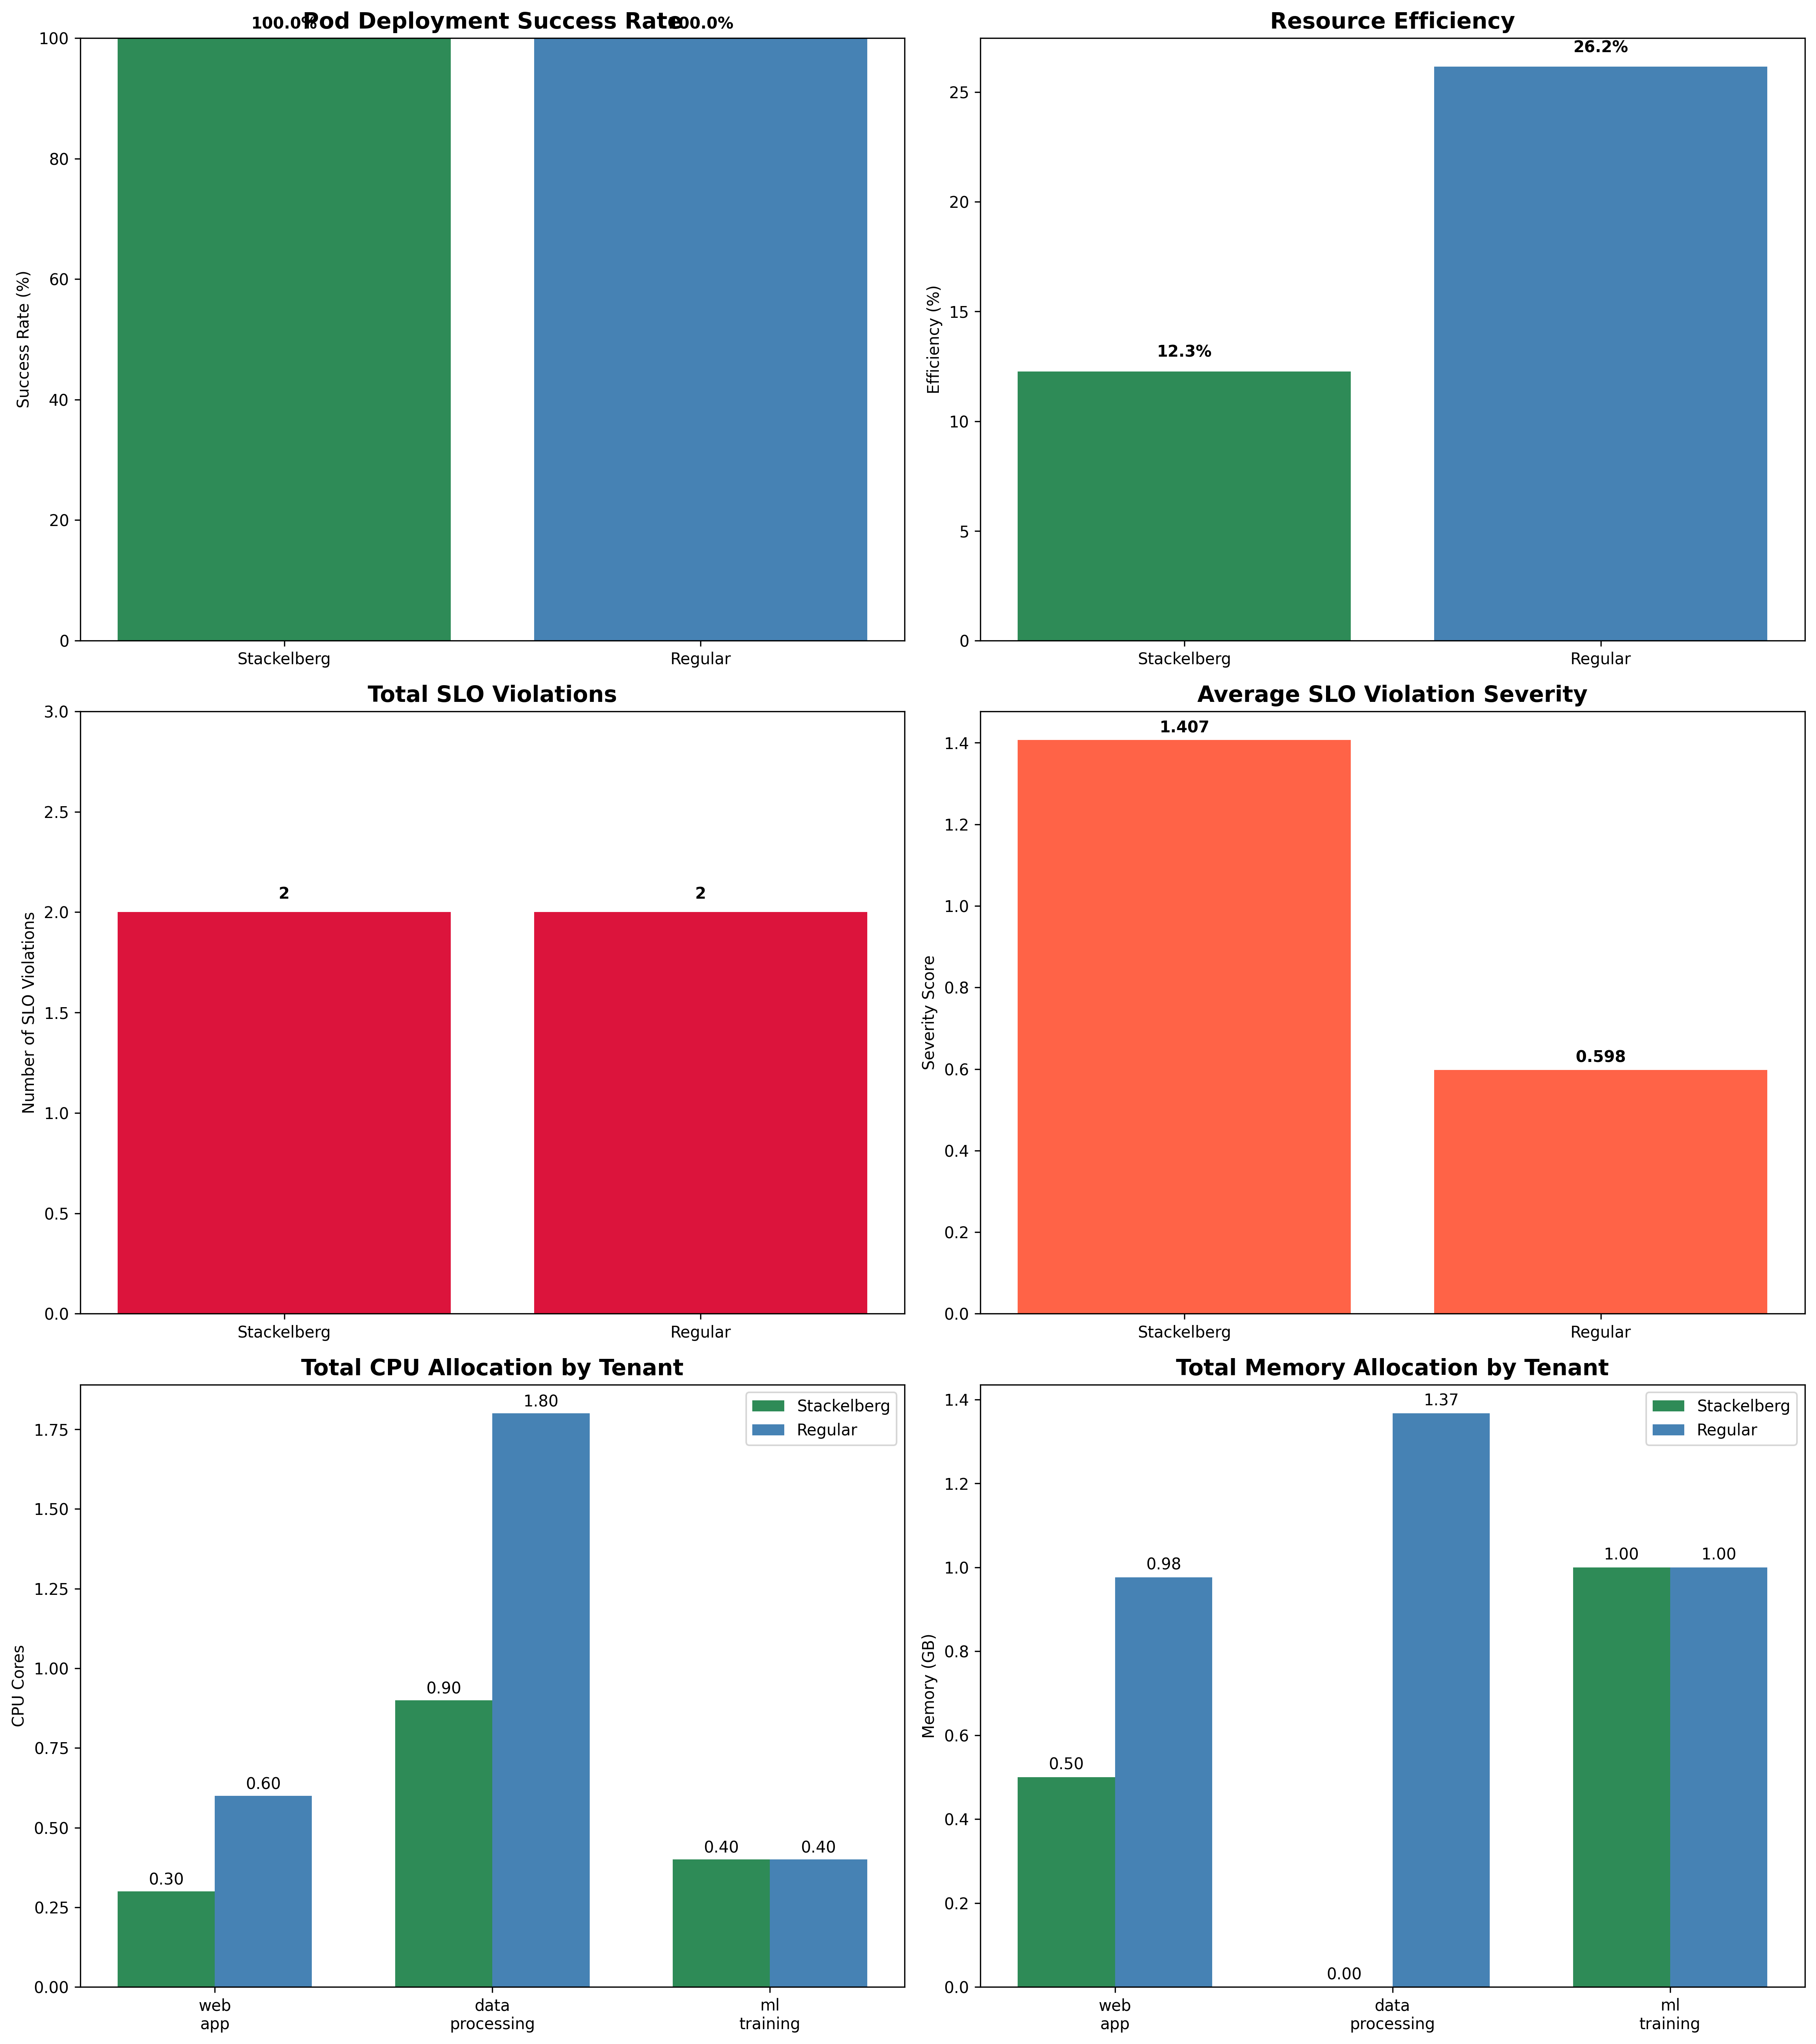 Pod Deployment Success Rate
100.0%
100.0%
100
80
60
40
20
0
Success Rate (%)
Stackelberg
Regular
Resource Efficiency
26.2%
12.3%
25
20
15
10
5
0
Efficiency (%)
Stackelberg
Regular
Total SLO Violations
3.0
2.5
2.0
1.5
1.0
0.5
0.0
2
2
Number of SLO Violations
Stackelberg
Regular
Average SLO Violation Severity
1.407
0.598
1.4
1.2
1.0
0.8
0.6
0.4
0.2
0.0
Severity Score
Stackelberg
Regular
Total CPU Allocation by Tenant
Stackelberg
Regular
1.75
1.50
1.25
1.00
0.75
0.50
0.25
0.00
CPU Cores
0.30
0.60
0.90
1.80
0.40
0.40
web
app
data
processing
ml
training
Total Memory Allocation by Tenant
Stackelberg
Regular
1.4
1.2
1.0
0.8
0.6
0.4
0.2
0.0
Memory (GB)
0.50
0.98
0.00
1.37
1.00
1.00
web
app
data
processing
ml
training